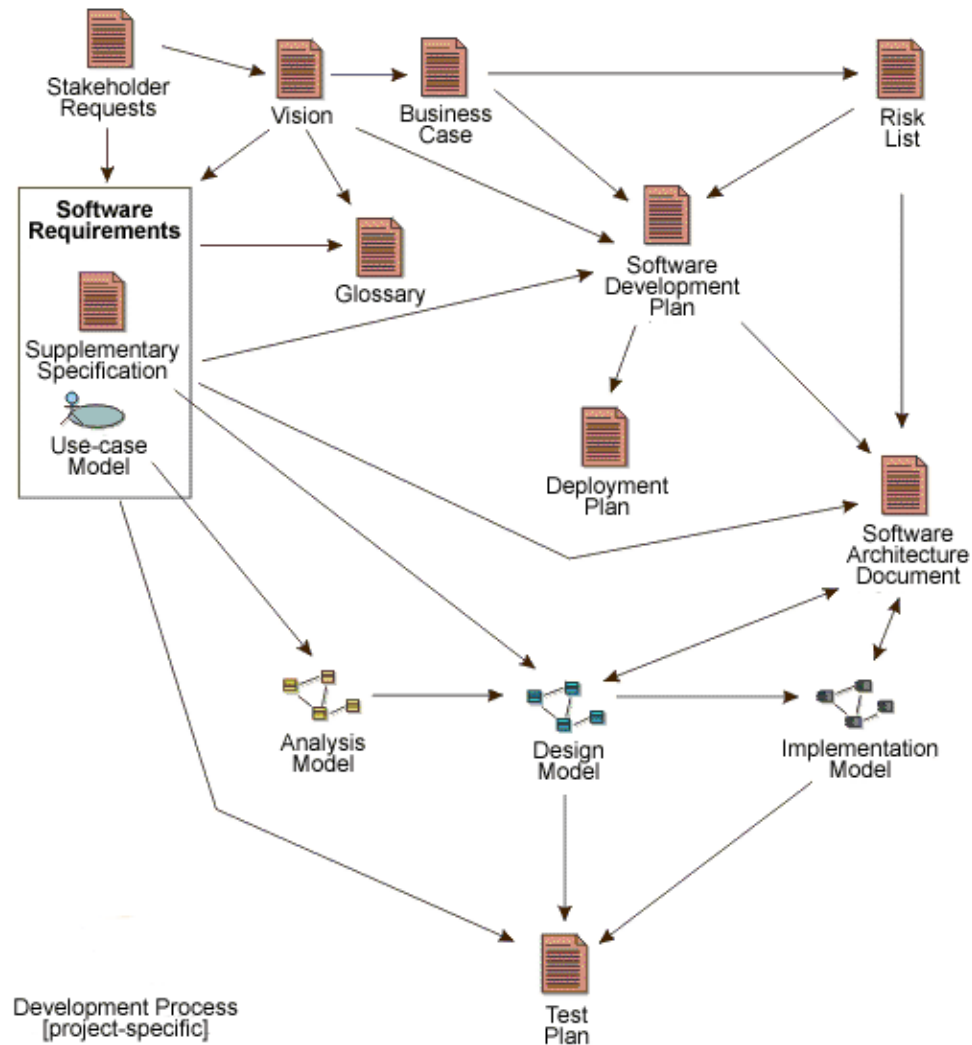 Stakeholder
Requests
Vision
Business
Case
Risk
List
Software
Requirements
Supplementary
Specification
Use-case
Model
Glossary
Software
Development
Plan
Deployment
Plan
Software
Architecture
Document
Analysis
Model
Design
Model
Implementation
Model
Test
Plan
Development Process
[project-specific]